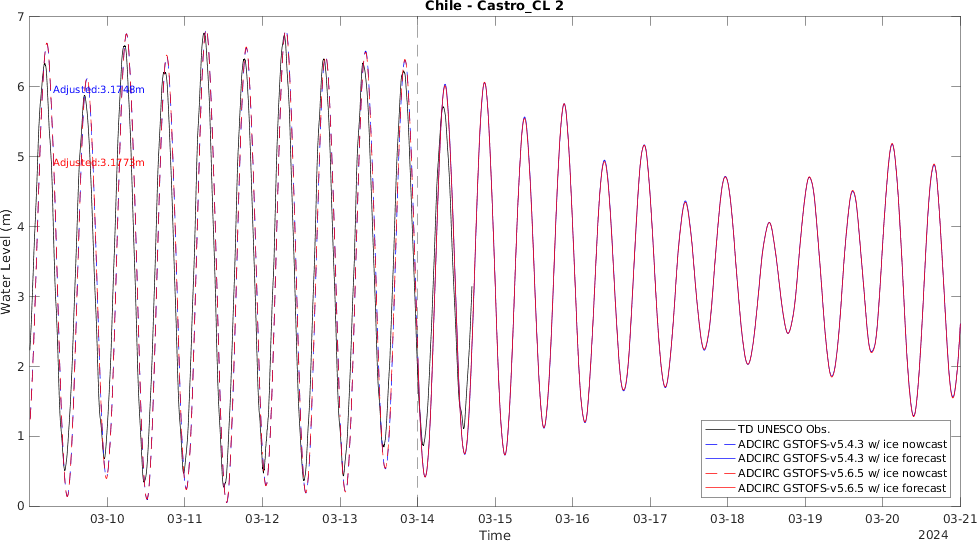 Chile - Castro_CL 2
Water Level (m)
7
6
5
4
3
2
1
0
Adjusted:3.1748m
Adjusted:3.1773m
TD UNESCO Obs.
ADCIRC GSTOFS-v5.4.3 w/ ice nowcast
ADCIRC GSTOFS-v5.4.3 w/ ice forecast
ADCIRC GSTOFS-v5.6.5 w/ ice nowcast
ADCIRC GSTOFS-v5.6.5 w/ ice forecast
03-10 03-11 03-12 03-13 03-14 03-15 03-16 03-17 03-18 03-19 03-20 03-21
Time
2024